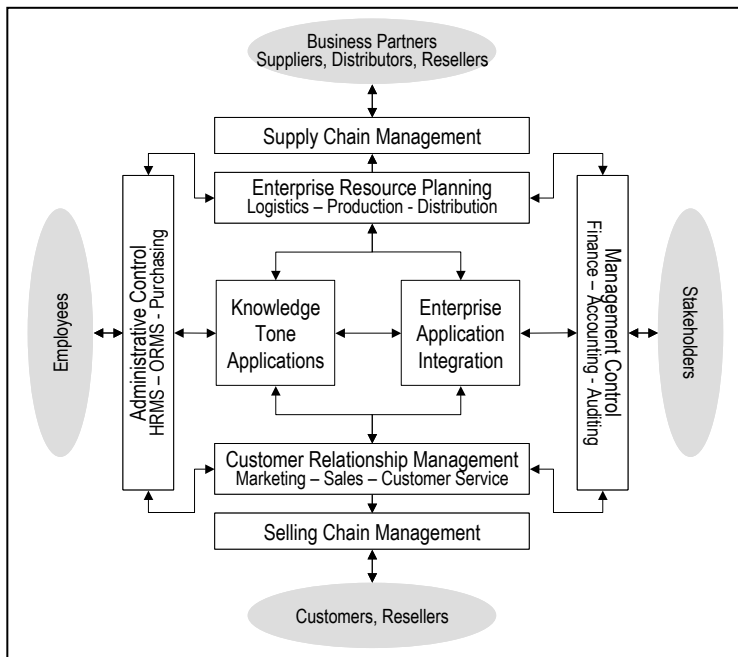 Business Partners
Suppliers, Distributors, Resellers
Supply Chain Management
Enterprise Resource Planning
Logistics – Production - Distribution
Employees
Administrative Control
HRMS – ORMS - Purchasing
Knowledge
Tone
Applications
Enterprise
Application
Integration
Management Control
Finance – Accounting - Auditing
Stakeholders
Customer Relationship Management
Marketing – Sales – Customer Service
Selling Chain Management
Customers, Resellers